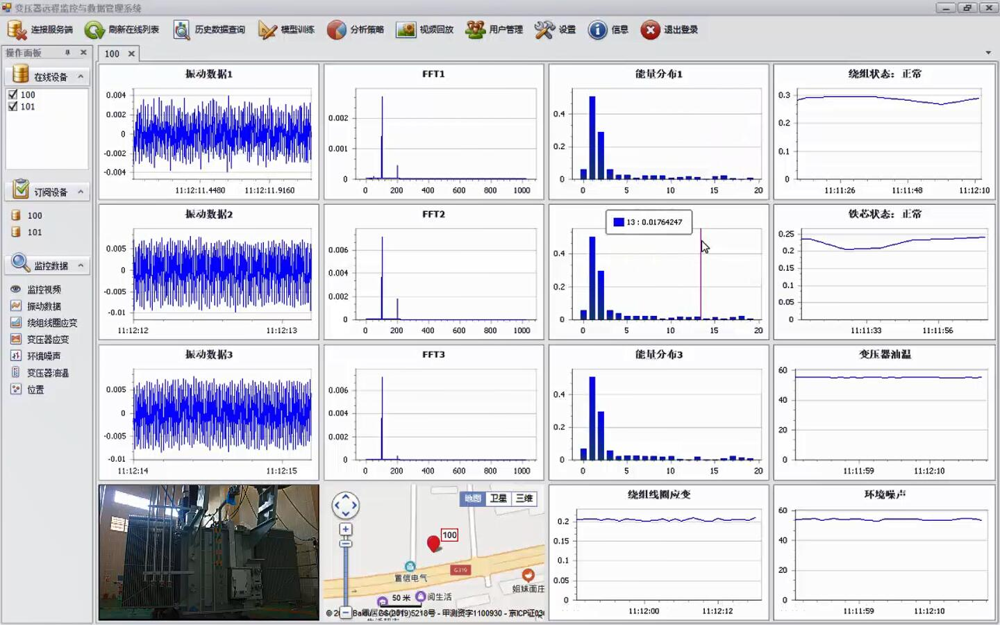 变压器远程监控与数据管理系统
连接服务端 刷新在线列表 历史数据查询 模型训练 分析策略 视频回放 用户管理 设置 信息 退出登录
操作面板
在线设备
100
101
订阅设备
100
101
监控数据
监控视频
振动数据
绕组线圈应变
变压器应变
环境噪声
变压器油温
位置
100
振动数据1
0.004
0.002
0
-0.002
-0.004
11:12:11.4480 11:12:11.9160
FFT1
0.002
0.001
0
0 200 400 600 800 1000
能量分布1
0.4
0.2
0
0 5 10 15 20
绕组状态：正常
0.3
0.2
0.1
0
11:11:26 11:11:48 11:12:10
振动数据2
0.005
0
-0.005
-0.01
11:12:12 11:12:13
FFT2
0.006
0.004
0.002
0
0 200 400 600 800 1000
13 : 0.01764247
0.4
0.2
0
0 5 10 15 20
铁芯状态：正常
0.25
0.2
0.15
0.1
0.05
0
11:11:33 11:11:56
振动数据3
0.005
0
-0.005
-0.01
11:12:14 11:12:15
FFT3
0.006
0.004
0.002
0
0 200 400 600 800 1000
能量分布3
0.4
0.2
0
0 5 10 15 20
变压器油温
60
40
20
0
11:11:59 11:12:10
地图 卫星 三维
100
G319
置信电气
姐妹面庄
50 米
阅生活
Baidu - GS(2019)5218号 - 甲测资字1100930 - 京ICP证03
绕组线圈应变
0.2
0.15
0.1
0.05
0
11:12:00 11:12:12
环境噪声
60
40
20
0
11:11:59 11:12:10